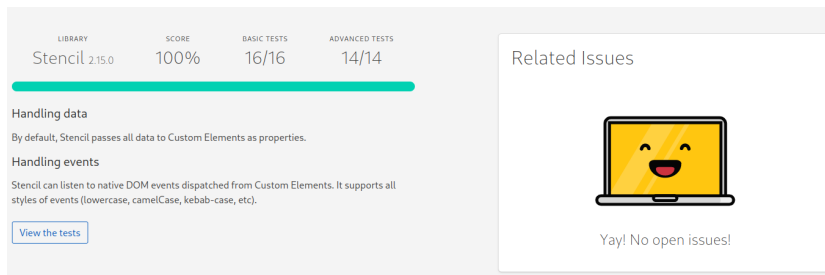 LIBRARY SCORE BASIC TESTS ADVANCED TESTS
Stencil 2.15.0 100% 16/16 14/14
Handling data
By default, Stencil passes all data to Custom Elements as properties.
Handling events
Stencil can listen to native DOM events dispatched from Custom Elements. It supports all
styles of events (lowercase, camelCase, kebab-case, etc).
View the tests
Related Issues
Yay! No open issues!